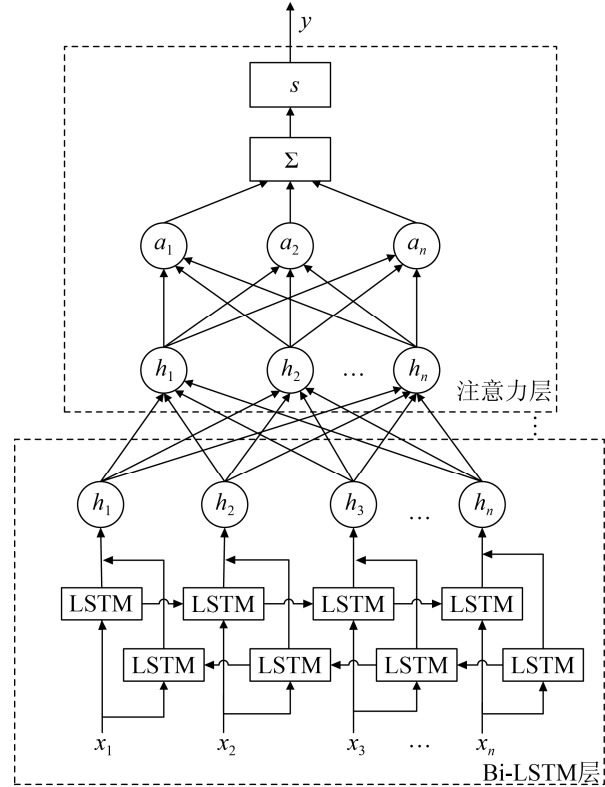 y
s
Σ
a1 a2 an
h1 h2 … hn
注意力层
⋮
h1 h2 h3 … hn
LSTM LSTM LSTM LSTM
LSTM LSTM LSTM LSTM
x1 x2 x3 … xn
Bi-LSTM层